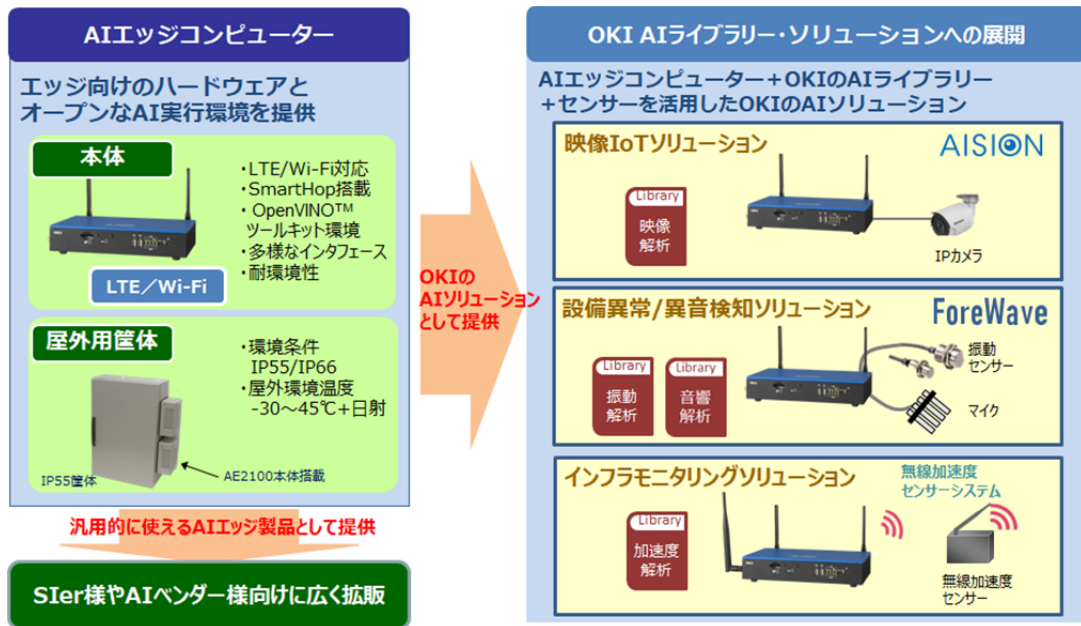 AIエッジコンピューター
エッジ向けのハードウェアと
オープンなAI実行環境を提供
本体
・LTE/Wi-Fi対応
・SmartHop搭載
・OpenVINO™
ツールキット環境
・多様なインタフェース
・耐環境性
LTE／Wi-Fi
屋外用筐体
・環境条件
IP55/IP66
・屋外環境温度
-30～45℃+日射
IP55筐体
AE2100本体搭載
汎用的に使えるAIエッジ製品として提供
SIer様やAIベンダー様向けに広く拡販
OKIの
AIソリューション
として提供
OKI AIライブラリー・ソリューションへの展開
AIエッジコンピューター＋OKIのAIライブラリー
＋センサーを活用したOKIのAIソリューション
映像IoTソリューション
AISION
Library
映像
解析
IPカメラ
設備異常/異音検知ソリューション
ForeWave
Library
振動
解析
Library
音響
解析
振動
センサー
マイク
インフラモニタリングソリューション
無線加速度
センサーシステム
Library
加速度
解析
無線加速度
センサー